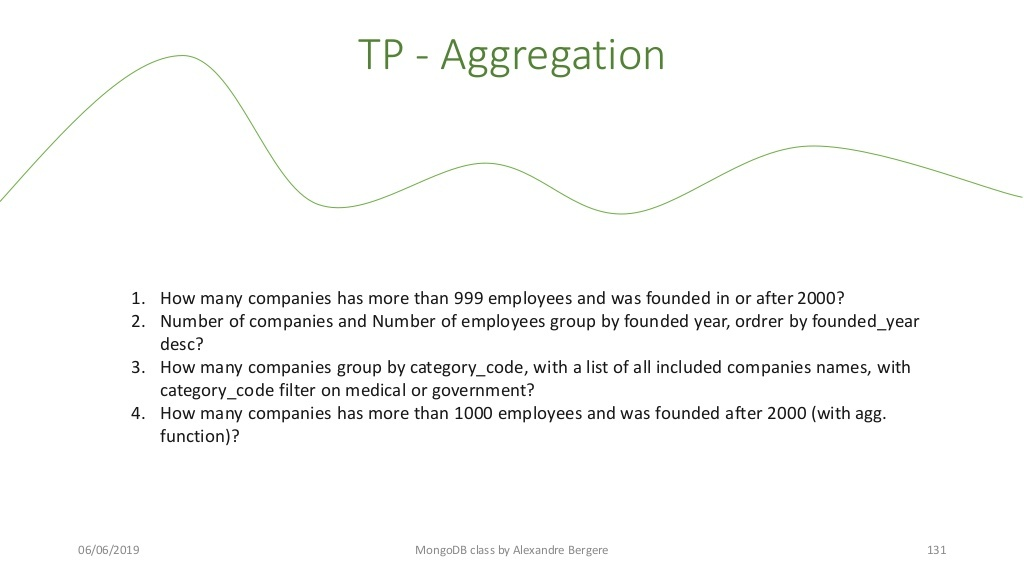 TP - Aggregation
1. How many companies has more than 999 employees and was founded in or after 2000?
2. Number of companies and Number of employees group by founded year, ordrer by founded_year
desc?
3. How many companies group by category_code, with a list of all included companies names, with
category_code filter on medical or government?
4. How many companies has more than 1000 employees and was founded after 2000 (with agg.
function)?
06/06/2019
MongoDB class by Alexandre Bergere
131